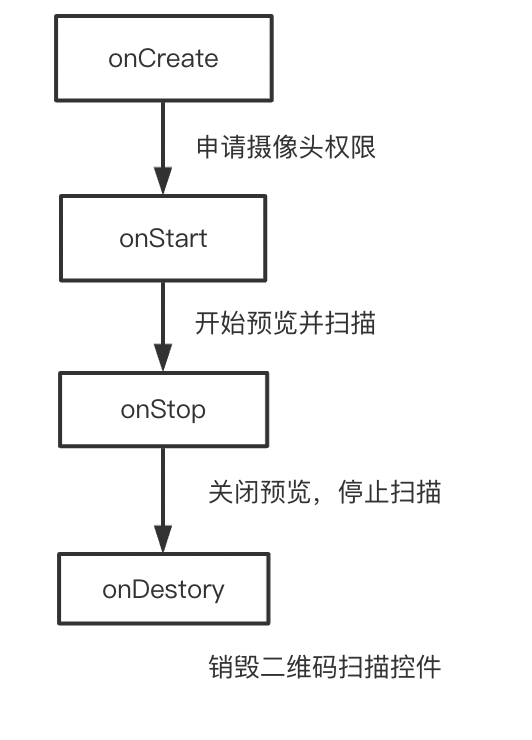 onCreate
申请摄像头权限
onStart
开始预览并扫描
onStop
关闭预览，停止扫描
onDestory
销毁二维码扫描控件